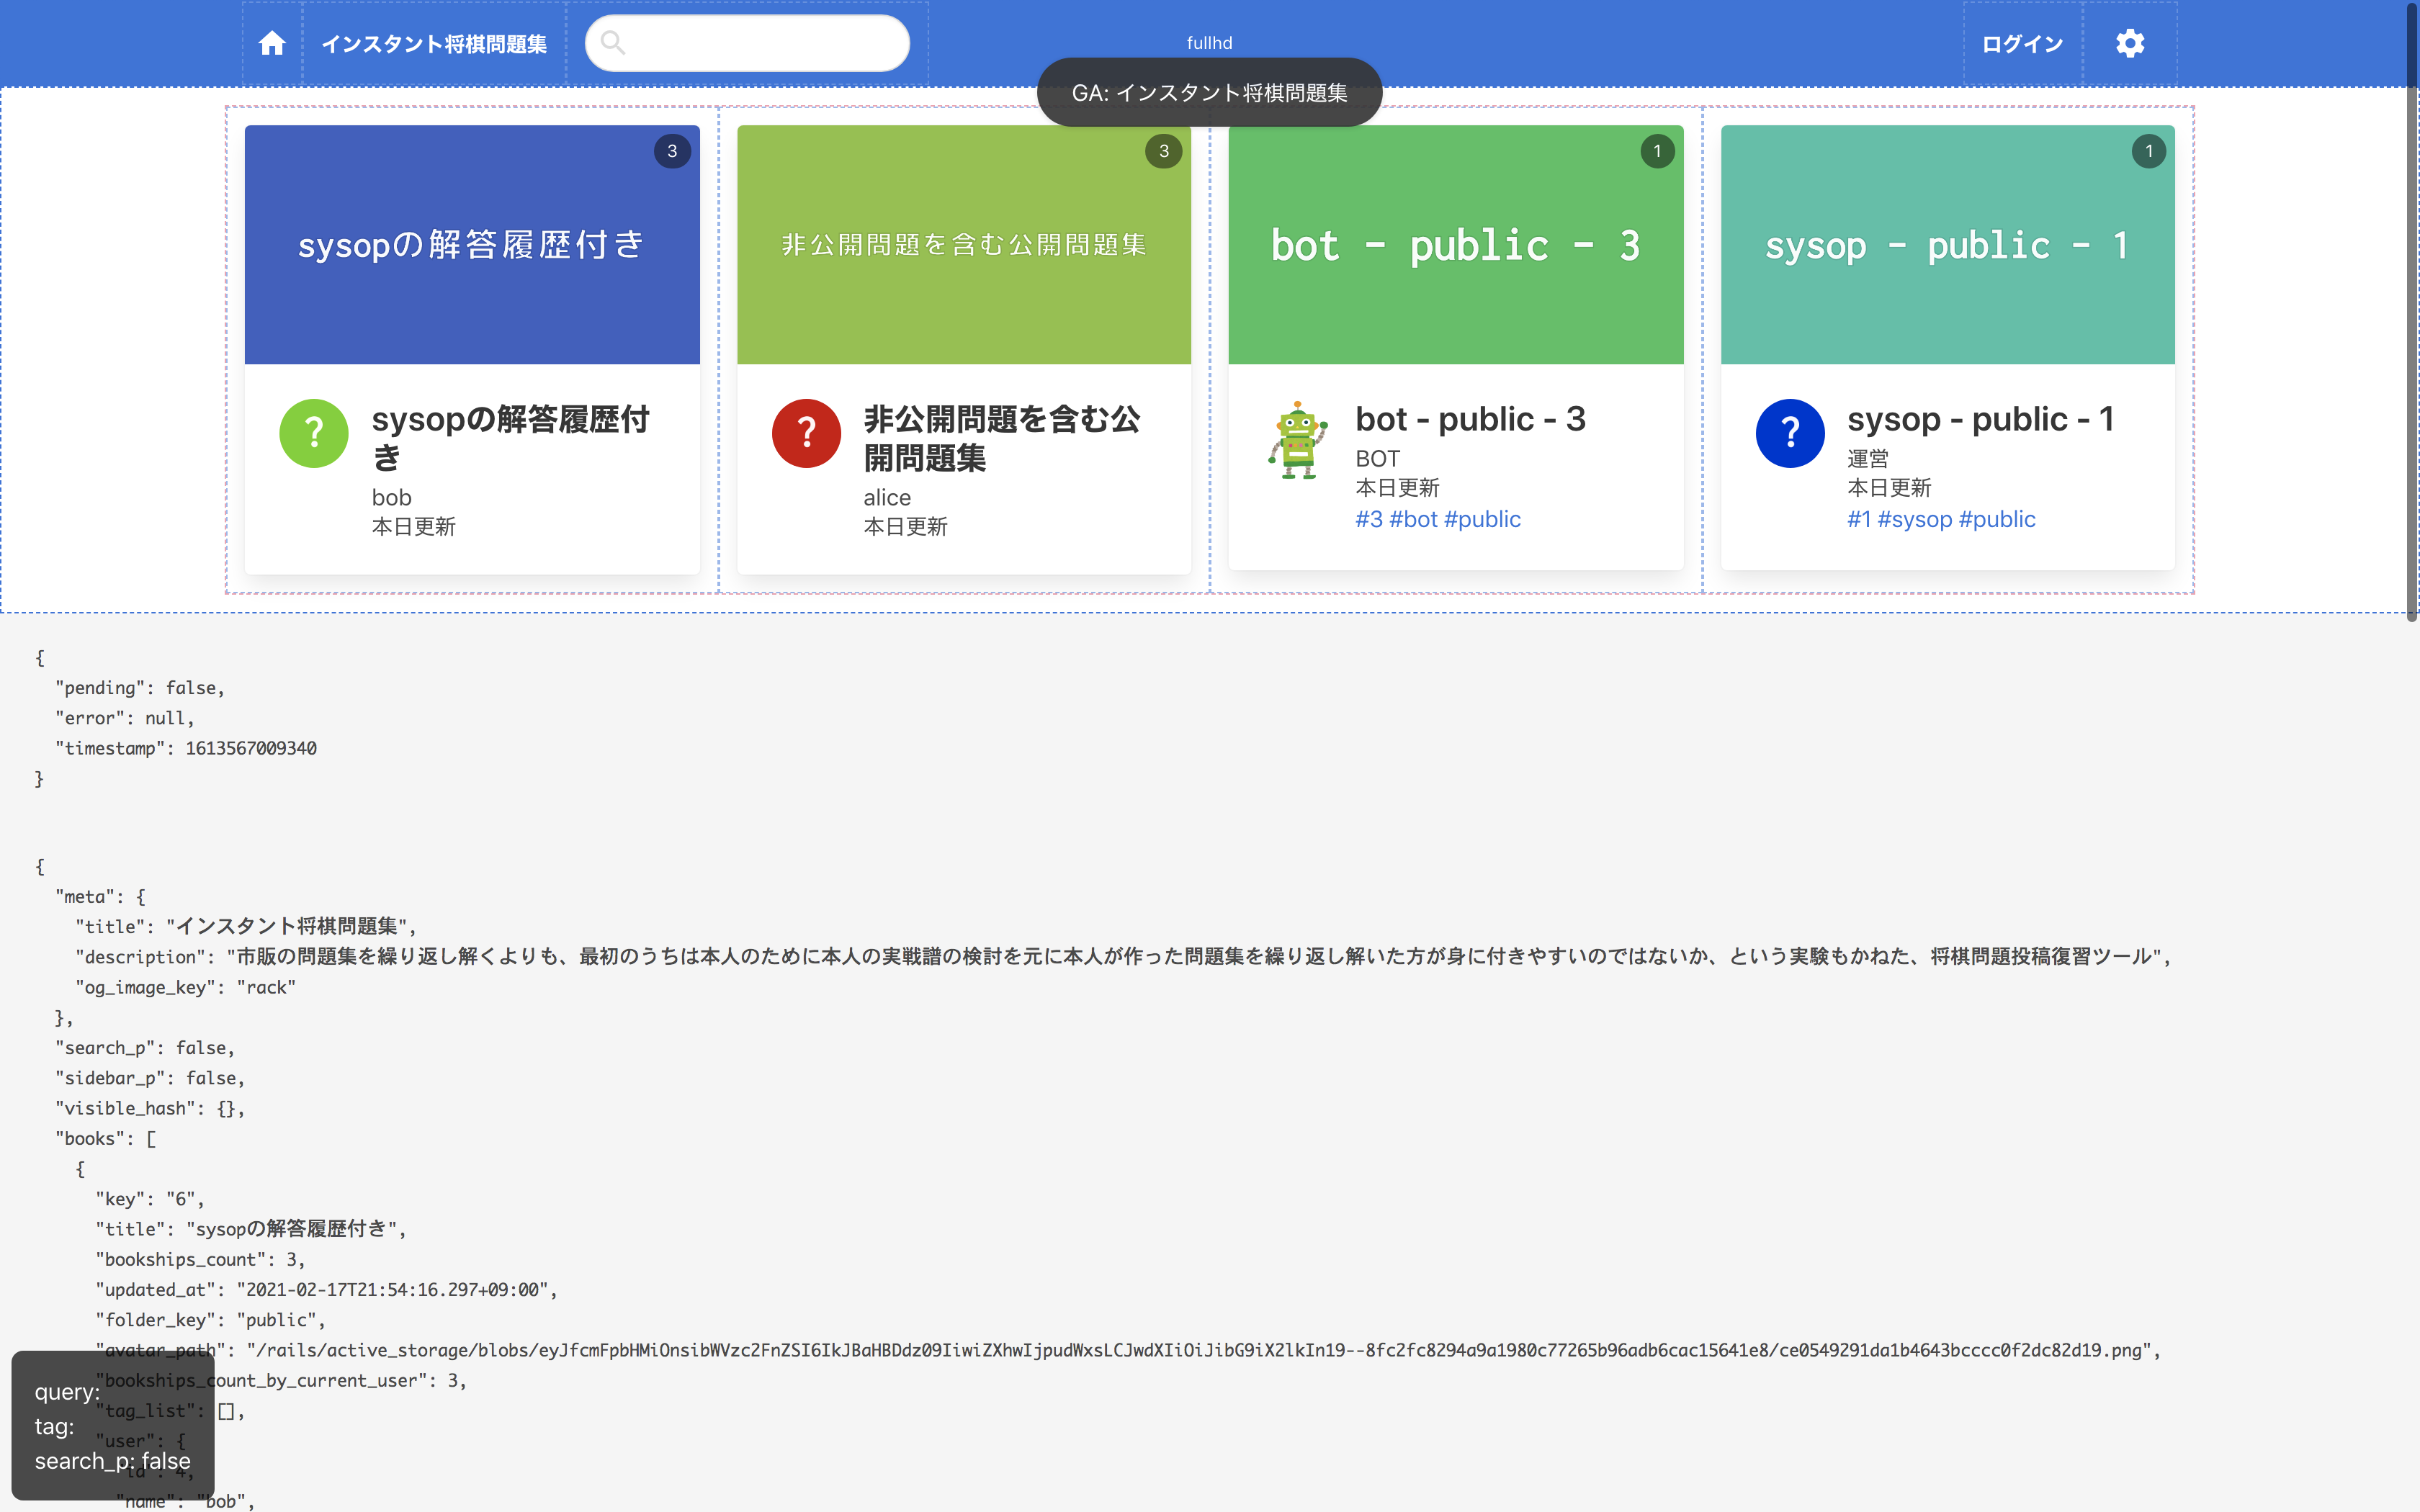 インスタント将棋問題集
fullhd
ログイン
GA: インスタント将棋問題集
3
sysopの解答履歴付き
sysopの解答履歴付
き
bob
本日更新
3
非公開問題を含む公開問題集
非公開問題を含む公
開問題集
alice
本日更新
1
bot - public - 3
bot - public - 3
BOT
本日更新
#3 #bot #public
1
sysop - public - 1
sysop - public - 1
運営
本日更新
#1 #sysop #public
{
"pending": false,
"error": null,
"timestamp": 1613567009340
}
{
"meta": {
"title": "インスタント将棋問題集",
"description": "市販の問題集を繰り返し解くよりも、最初のうちは本人のために本人の実戦譜の検討を元に本人が作った問題集を繰り返し解いた方が身に付きやすいのではないか、という実験もかねた、将棋問題投稿復習ツール",
"og_image_key": "rack"
},
"search_p": false,
"sidebar_p": false,
"visible_hash": {},
"books": [
{
"key": "6",
"title": "sysopの解答履歴付き",
"bookships_count": 3,
"updated_at": "2021-02-17T21:54:16.297+09:00",
"folder_key": "public",
"avatar_path": "/rails/active_storage/blobs/eyJfcmFpbHMiOnsibWVzc2FnZSI6IkJBaHBDdz09IiwiZXhwIjpudWxsLCJwdXIiOiJibG9iX2lkIn19--8fc2fc8294a9a1980c77265b96adb6cac15641e8/ce0549291da1b4643bcccc0f2dc82d19.png",
"bookships_count_by_current_user": 3,
"tag_list": [],
"user": {
"id": 4,
"name": "bob",
query:
tag:
search_p: false